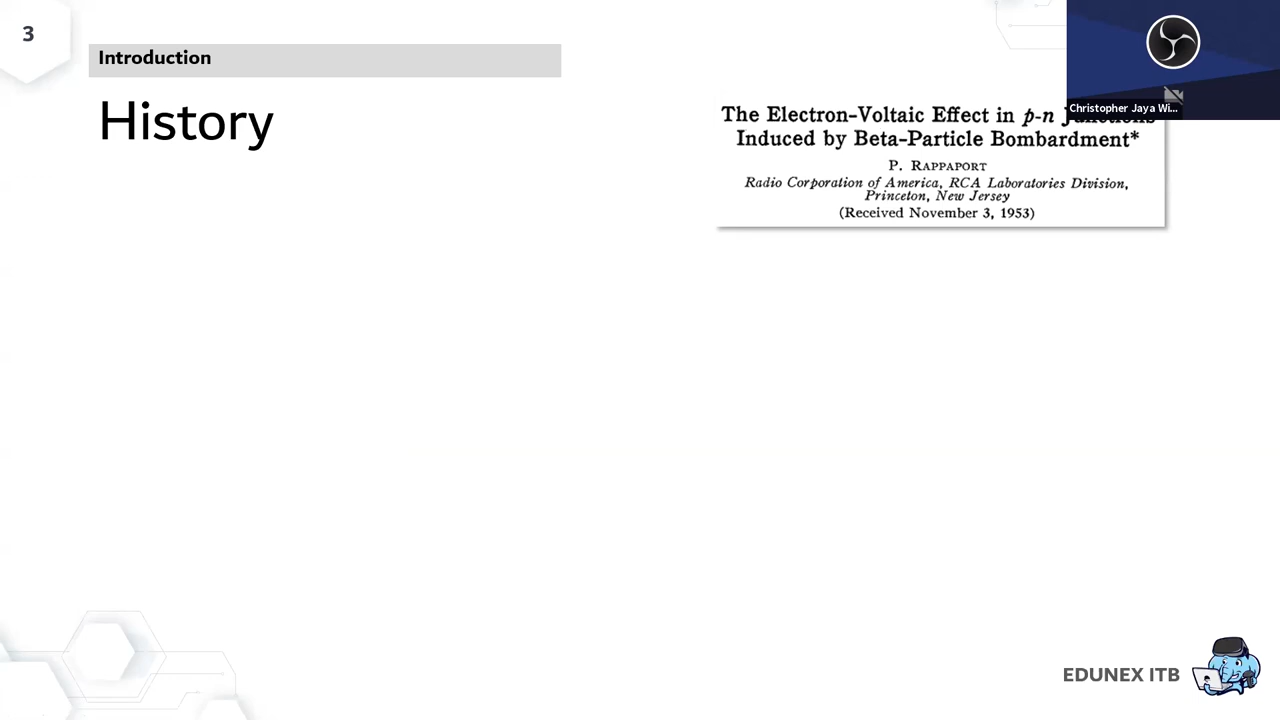 3
Introduction
History
Christopher Jaya Wi...
The Electron-Voltaic Effect in p-n Junctions
Induced by Beta-Particle Bombardment*
P. RAPPAPORT
Radio Corporation of America, RCA Laboratories Division,
Princeton, New Jersey
(Received November 3, 1953)
EDUNEX ITB